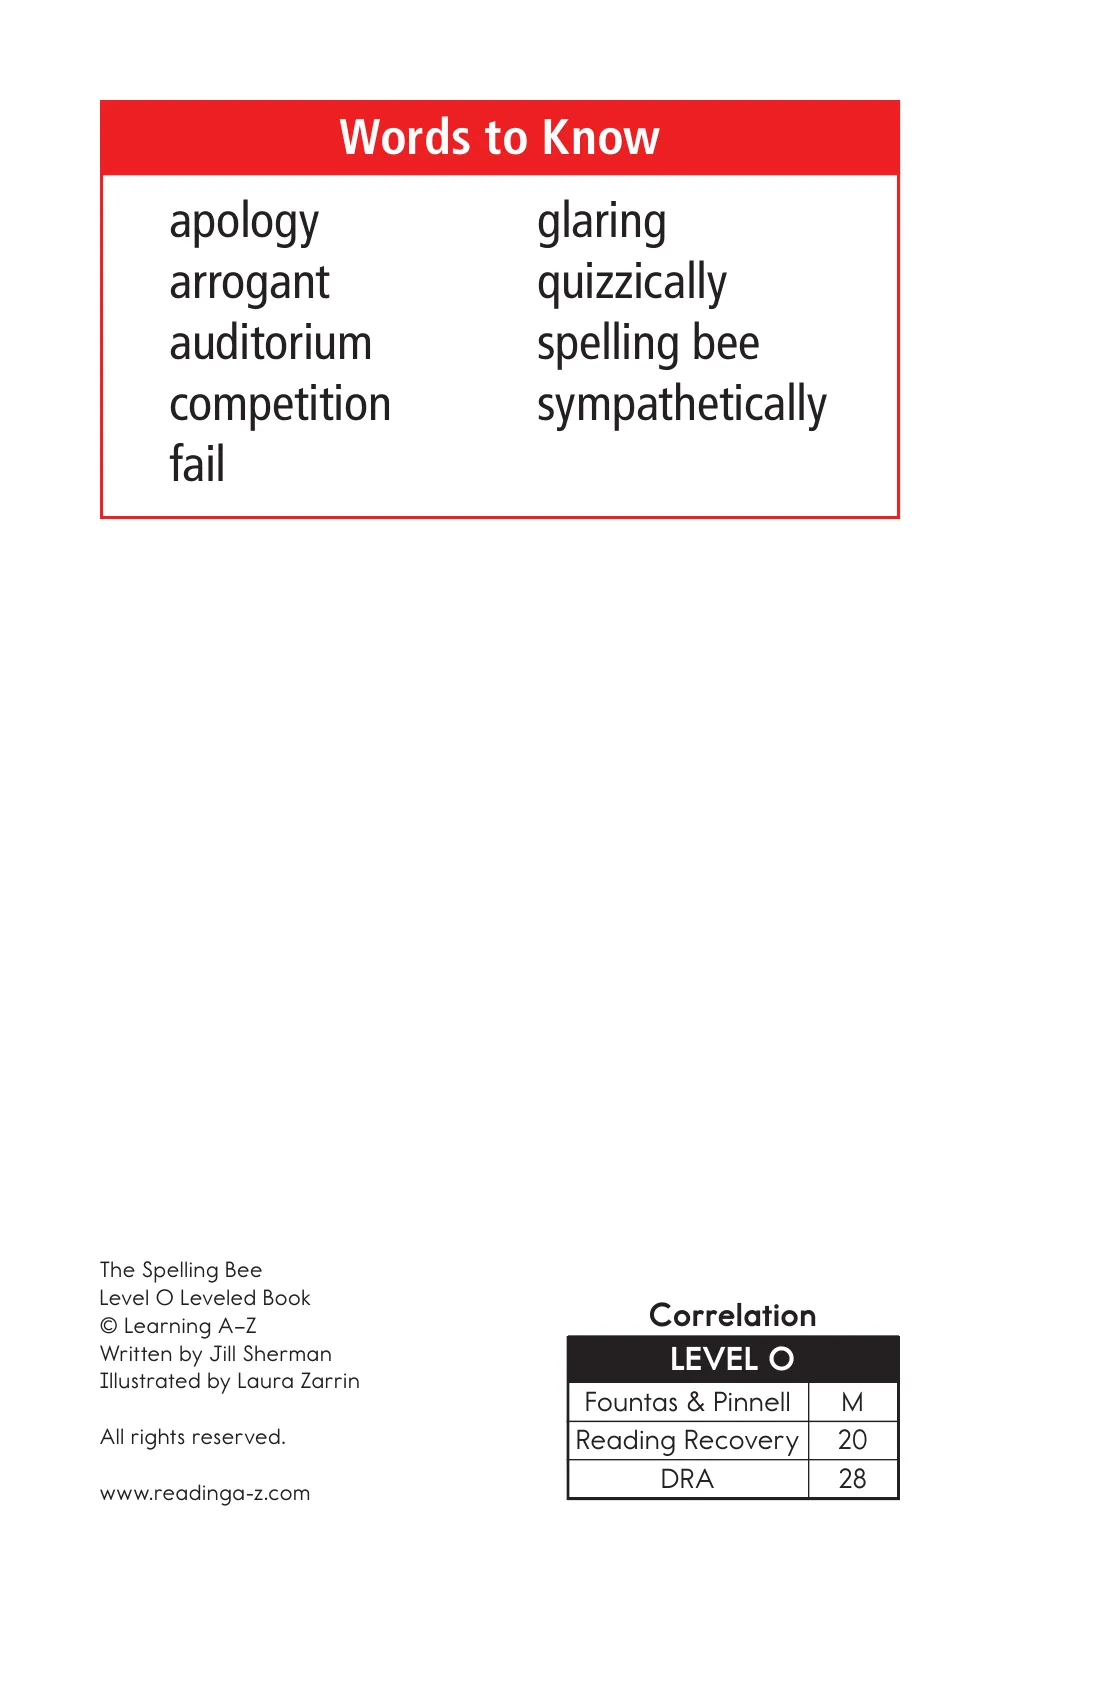 Words to Know
apology
arrogant
auditorium
competition
fail
glaring
quizzically
spelling bee
sympathetically
The Spelling Bee
Level O Leveled Book
© Learning A–Z
Written by Jill Sherman
Illustrated by Laura Zarrin
All rights reserved.
www.readinga-z.com
Correlation
LEVEL O
Fountas & Pinnell M
Reading Recovery 20
DRA 28